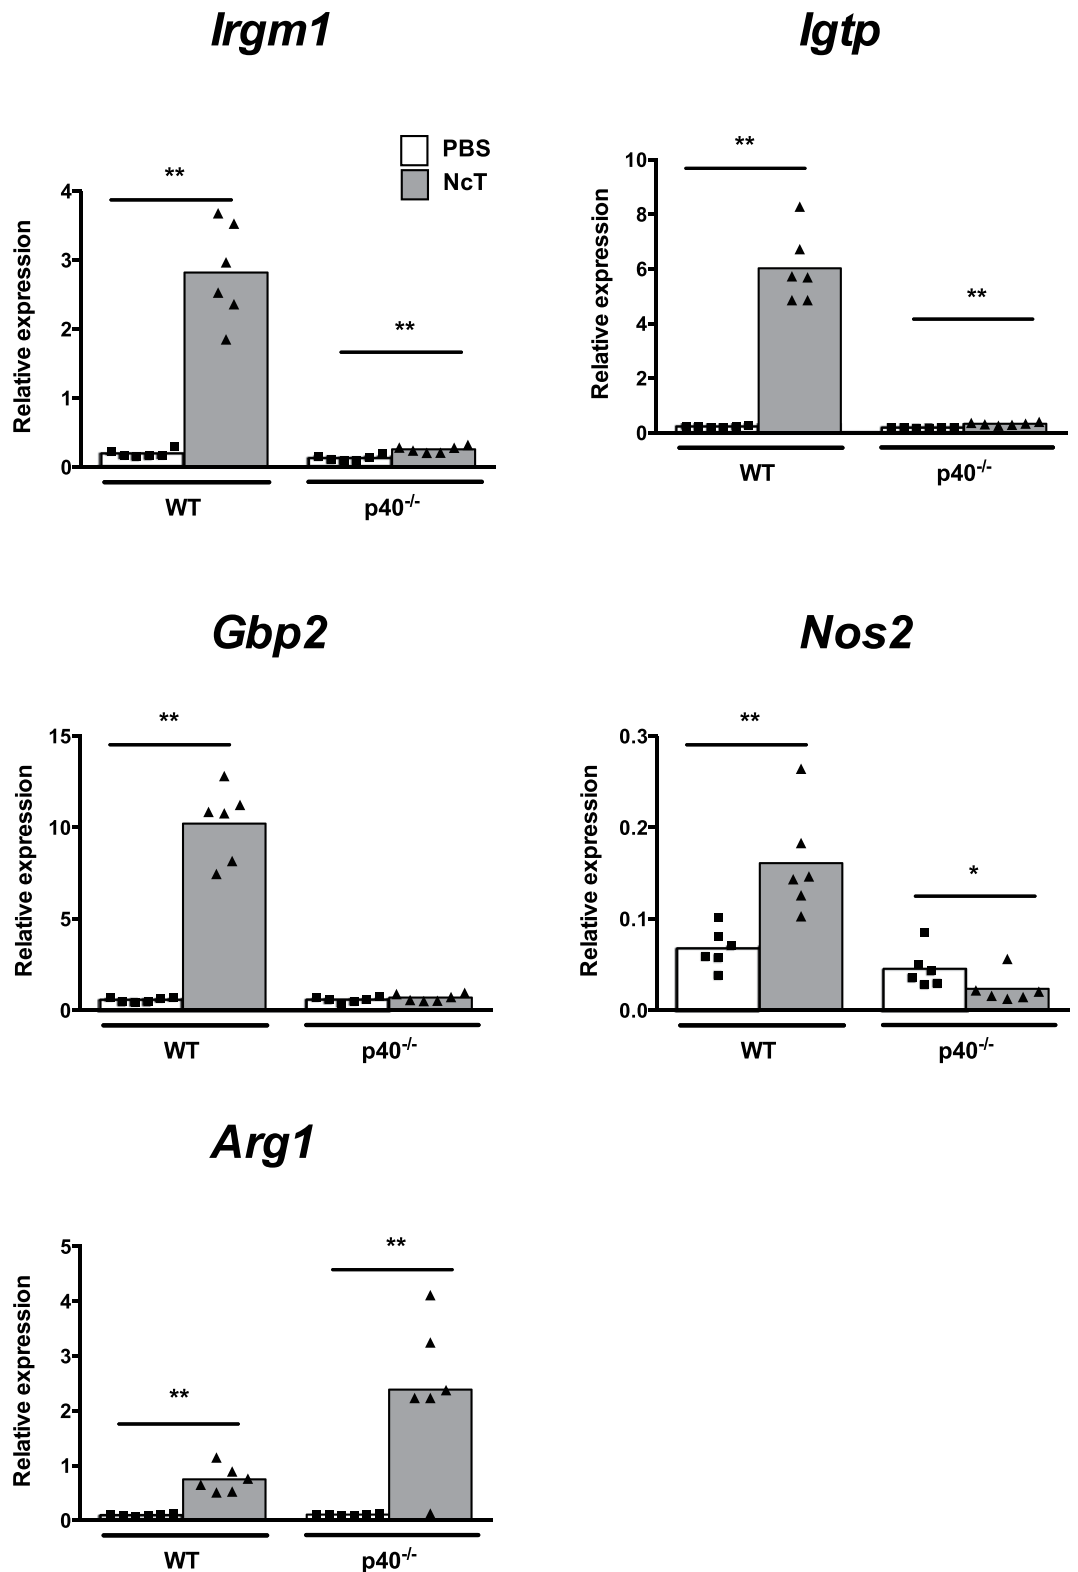 Irgm1
PBS
NcT
**
**
4
3
2
1
0
Relative expression
WT
p40-/-
Igtp
**
**
10
8
6
4
2
0
Relative expression
WT
p40-/-
Gbp2
**
15
10
5
0
Relative expression
WT
p40-/-
Nos2
**
*
0.3
0.2
0.1
0.0
Relative expression
WT
p40-/-
Arg1
**
**
5
4
3
2
1
0
Relative expression
WT
p40-/-